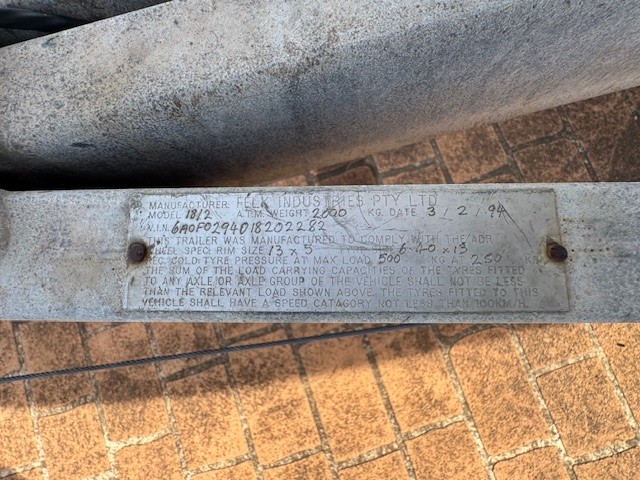 MANUFACTURER FELK INDUSTRIES PTY LTD
MODEL 18/2 A.T.M. WEIGHT 2000 KG. DATE 3/2/94
V.I.N. 6A0F0294018202282
THIS TRAILER WAS MANUFACTURED TO COMPLY WITH THE ADR
WHEEL SPEC RIM SIZE 13 x 5 6.40 x 13
REC COLD TYRE PRESSURE AT MAX LOAD 500 KG A 250 KG
THE SUM OF THE LOAD CARRYING CAPACITIES OF THE TYRES FITTED
TO ANY AXLE OR AXLE GROUP OF THE VEHICLE SHALL NOT BE LESS
THAN THE RELEVANT LOAD SHOWN ABOVE THE TYRES FITTED TO THIS
VEHICLE SHALL HAVE A SPEED CATAGORY NOT LESS THAN 100KM/H.